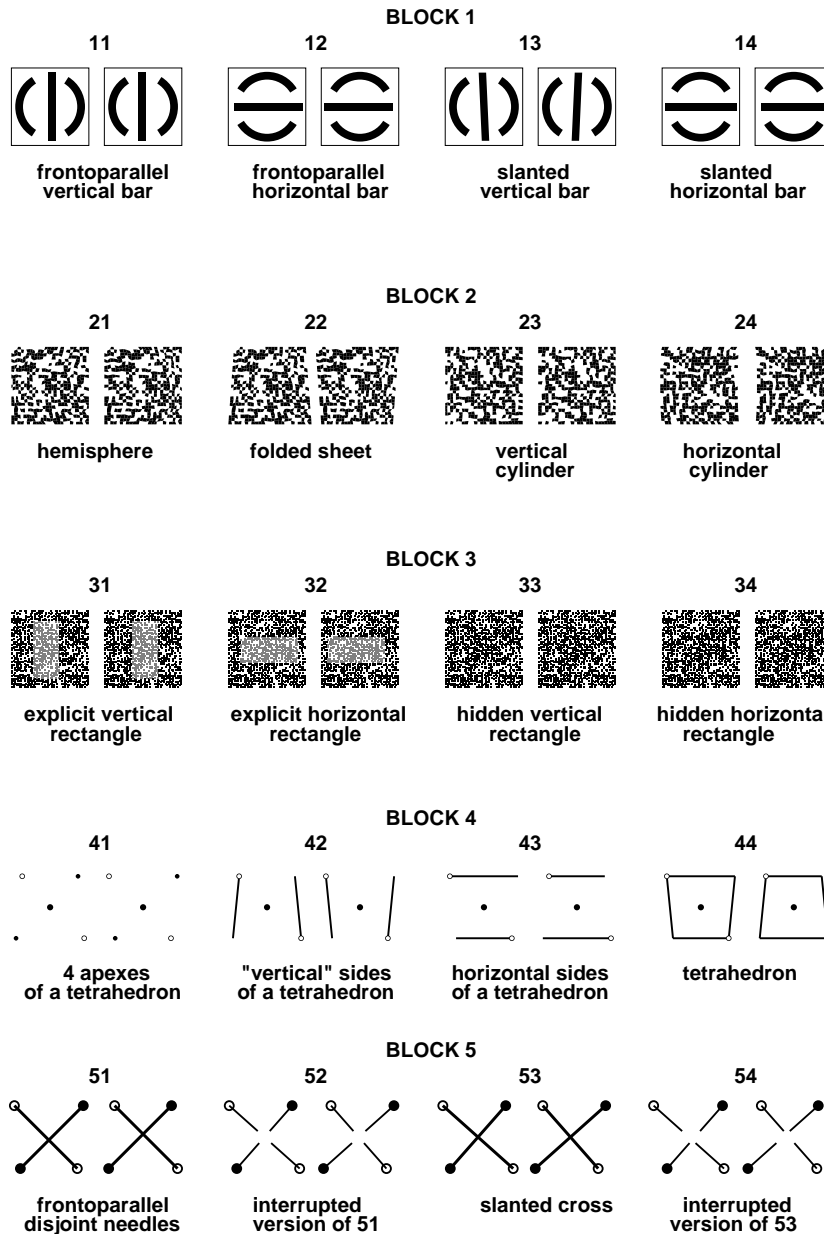 BLOCK 1
11 12 13 14
frontoparallel vertical bar
frontoparallel horizontal bar
slanted vertical bar
slanted horizontal bar
BLOCK 2
21 22 23 24
hemisphere
folded sheet
vertical cylinder
horizontal cylinder
BLOCK 3
31 32 33 34
explicit vertical rectangle
explicit horizontal rectangle
hidden vertical rectangle
hidden horizonta rectangle
BLOCK 4
41 42 43 44
4 apexes of a tetrahedron
"vertical" sides of a tetrahedron
horizontal sides of a tetrahedron
tetrahedron
BLOCK 5
51 52 53 54
frontoparallel disjoint needles
interrupted version of 51
slanted cross
interrupted version of 53